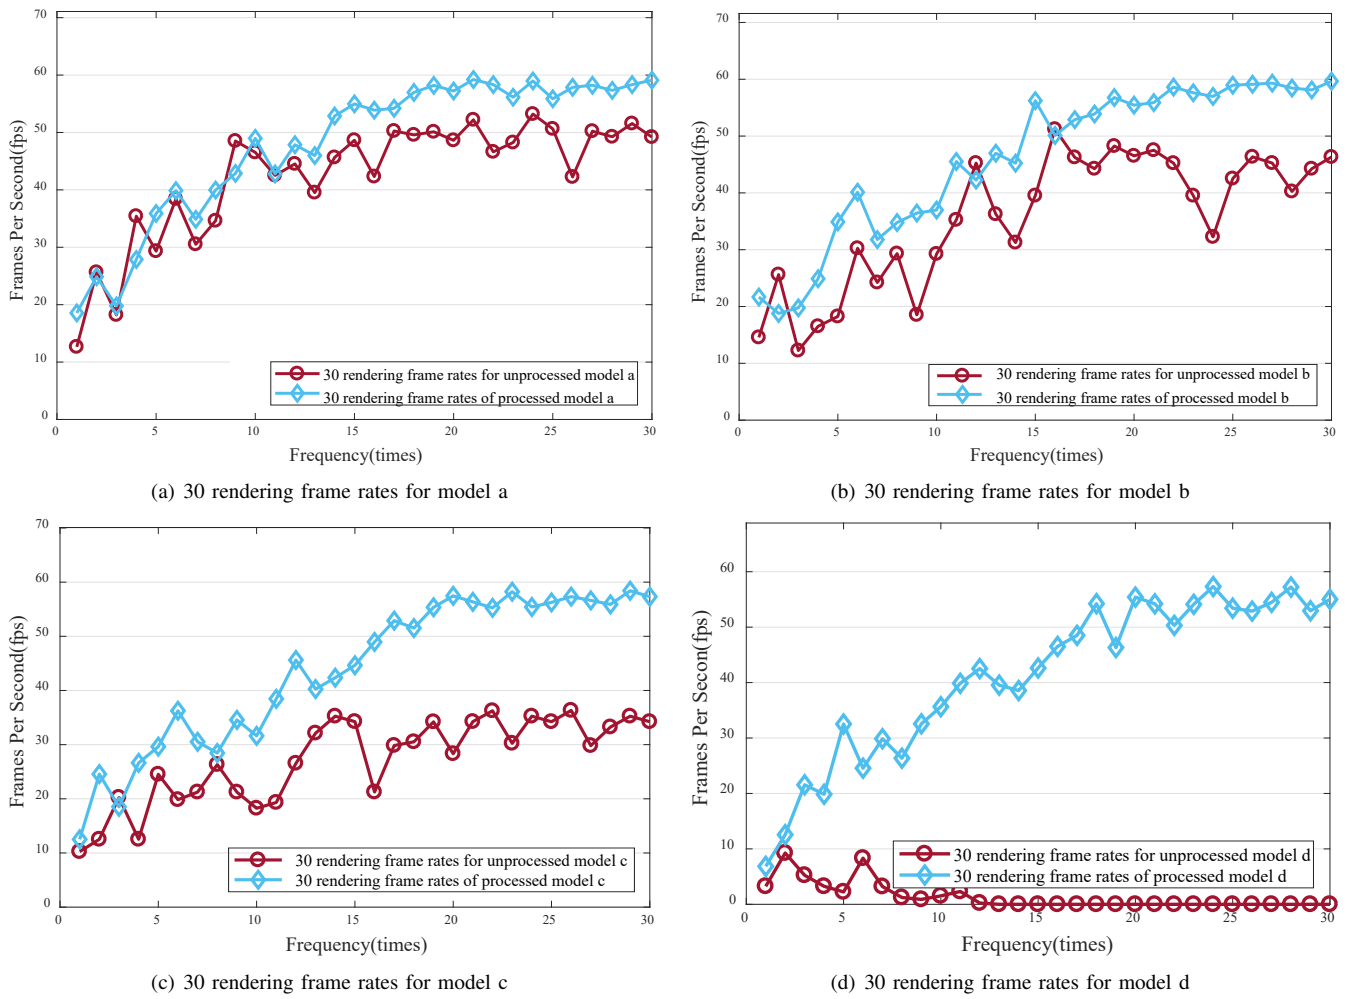 70
60
50
40
30
20
10
0
Frames Per Second(fps)
30 rendering frame rates for unprocessed model a
30 rendering frame rates of processed model a
0 5 10 15 20 25 30
Frequency(times)
(a) 30 rendering frame rates for model a
70
60
50
40
30
20
10
0
Frames Per Second(fps)
30 rendering frame rates for unprocessed model b
30 rendering frame rates of processed model b
0 5 10 15 20 25 30
Frequency(times)
(b) 30 rendering frame rates for model b
70
60
50
40
30
20
10
0
Frames Per Second(fps)
30 rendering frame rates for unprocessed model c
30 rendering frame rates of processed model c
0 5 10 15 20 25 30
Frequency(times)
(c) 30 rendering frame rates for model c
60
50
40
30
20
10
0
Frames Per Secon(fps)
30 rendering frame rates for unprocessed model d
30 rendering frame rates of processed model d
0 5 10 15 20 25 30
Frequency(times)
(d) 30 rendering frame rates for model d